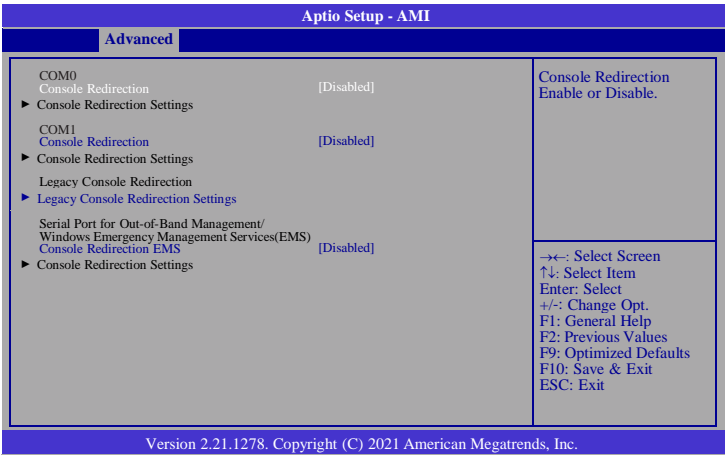 Aptio Setup - AMI
Advanced
COM0
Console Redirection [Disabled]
► Console Redirection Settings
COM1
Console Redirection [Disabled]
► Console Redirection Settings
Legacy Console Redirection
► Legacy Console Redirection Settings
Serial Port for Out-of-Band Management/
Windows Emergency Management Services(EMS)
Console Redirection EMS [Disabled]
► Console Redirection Settings
Console Redirection
Enable or Disable.
→←: Select Screen
↑↓: Select Item
Enter: Select
+/-: Change Opt.
F1: General Help
F2: Previous Values
F9: Optimized Defaults
F10: Save & Exit
ESC: Exit
Version 2.21.1278. Copyright (C) 2021 American Megatrends, Inc.